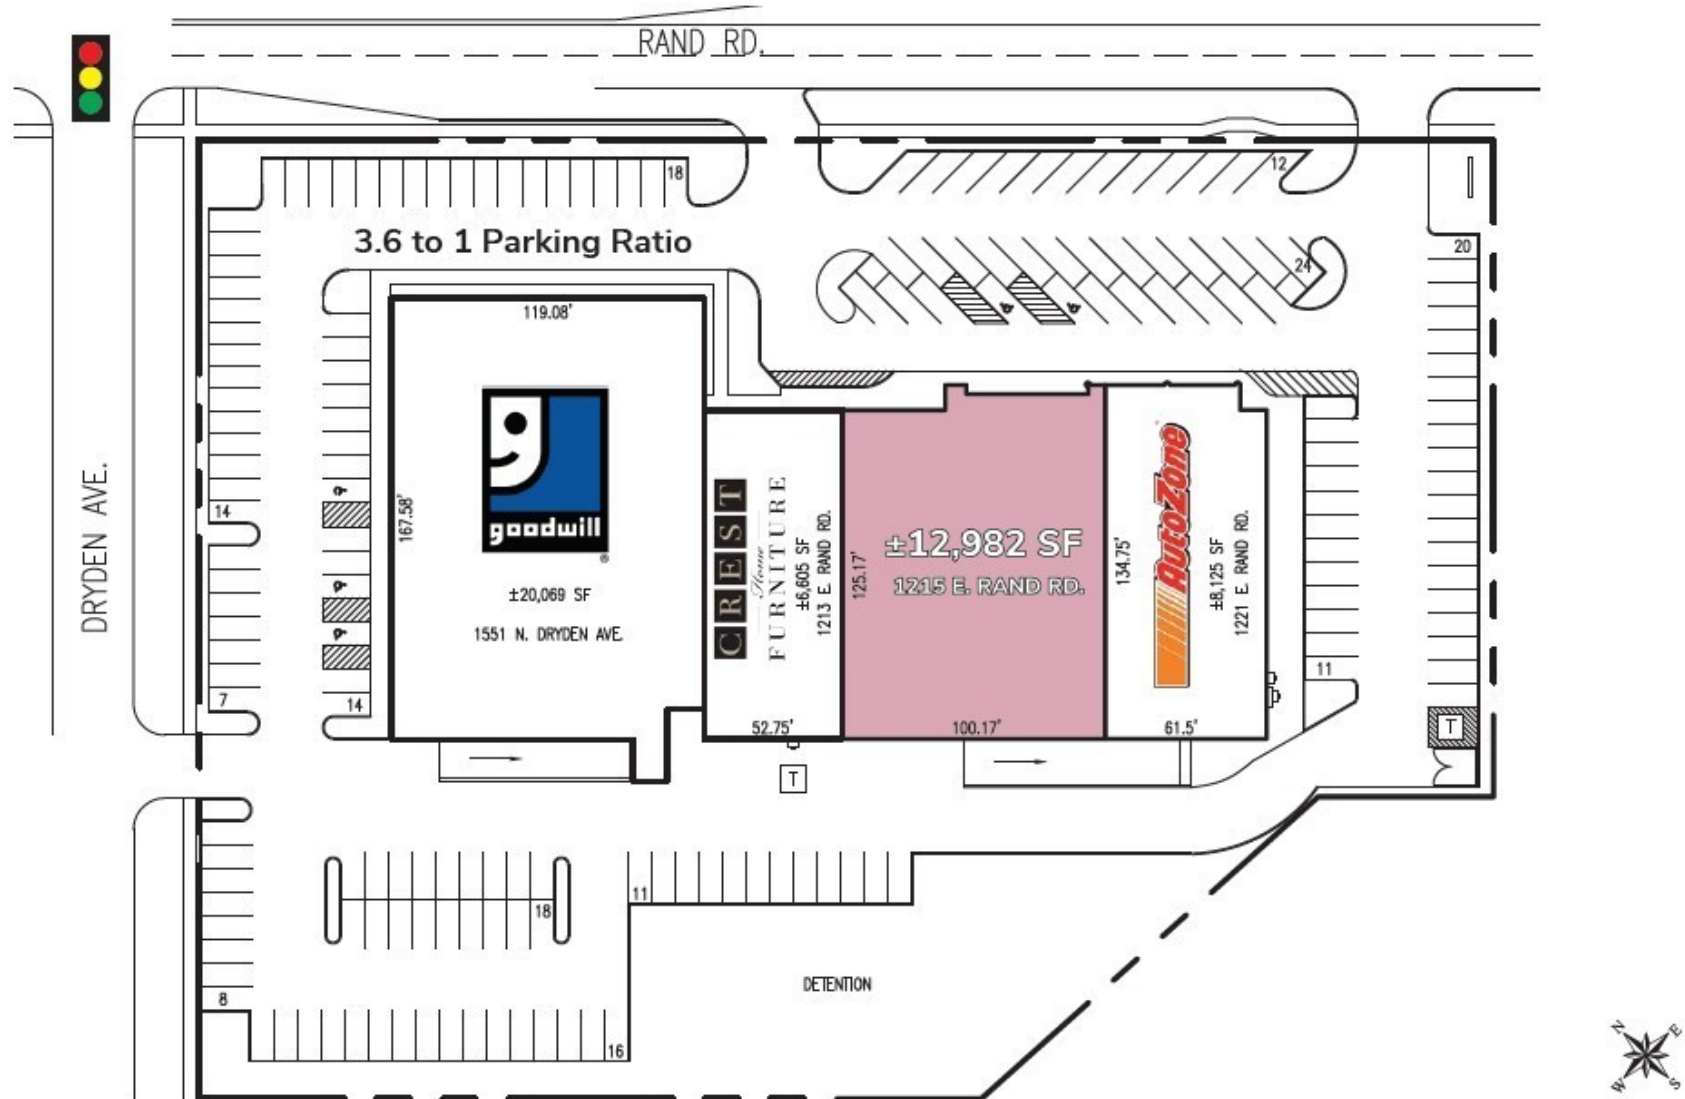 RAND RD.
18
12
3.6 to 1 Parking Ratio
20
24
119.08'
DRYDEN AVE.
14
167.58'
goodwill
®
±20,069 SF
1551 N. DRYDEN AVE.
CREST
Home
FURNITURE
±6,605 SF
1213 E. RAND RD.
125.17'
±12,982 SF
1215 E. RAND RD.
134.75'
AutoZone
±8,125 SF
1221 E. RAND RD.
11
7
14
52.75'
100.17'
61.5'
T
T
11
18
DETENTION
8
16
N
E
W
S